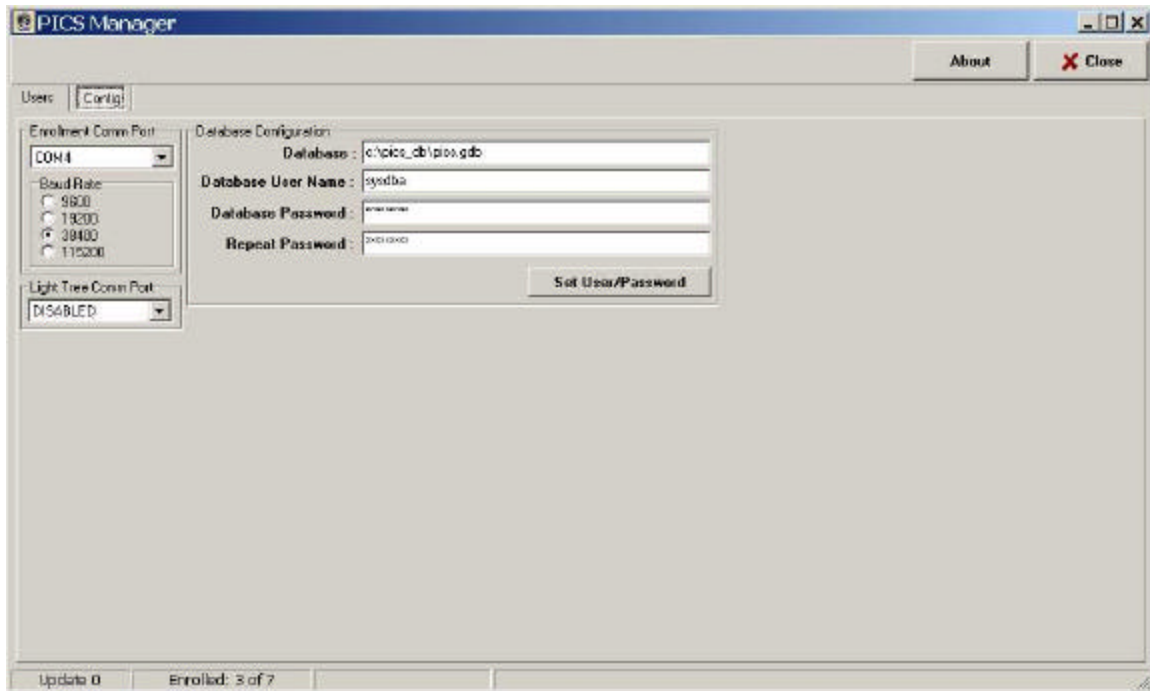 PICS Manager
About
Close
Users
Config
Enrollment Comm Port
COM4
Baud Rate
9600
19200
38400
115200
Light Tree Comm Port
DISABLED
Database Configuration
Database : c:\pics_db\pics.gdb
Database User Name : sysdba
Database Password :
Repeat Password :
Set User/Password
Update 0
Enrolled: 3 of 7